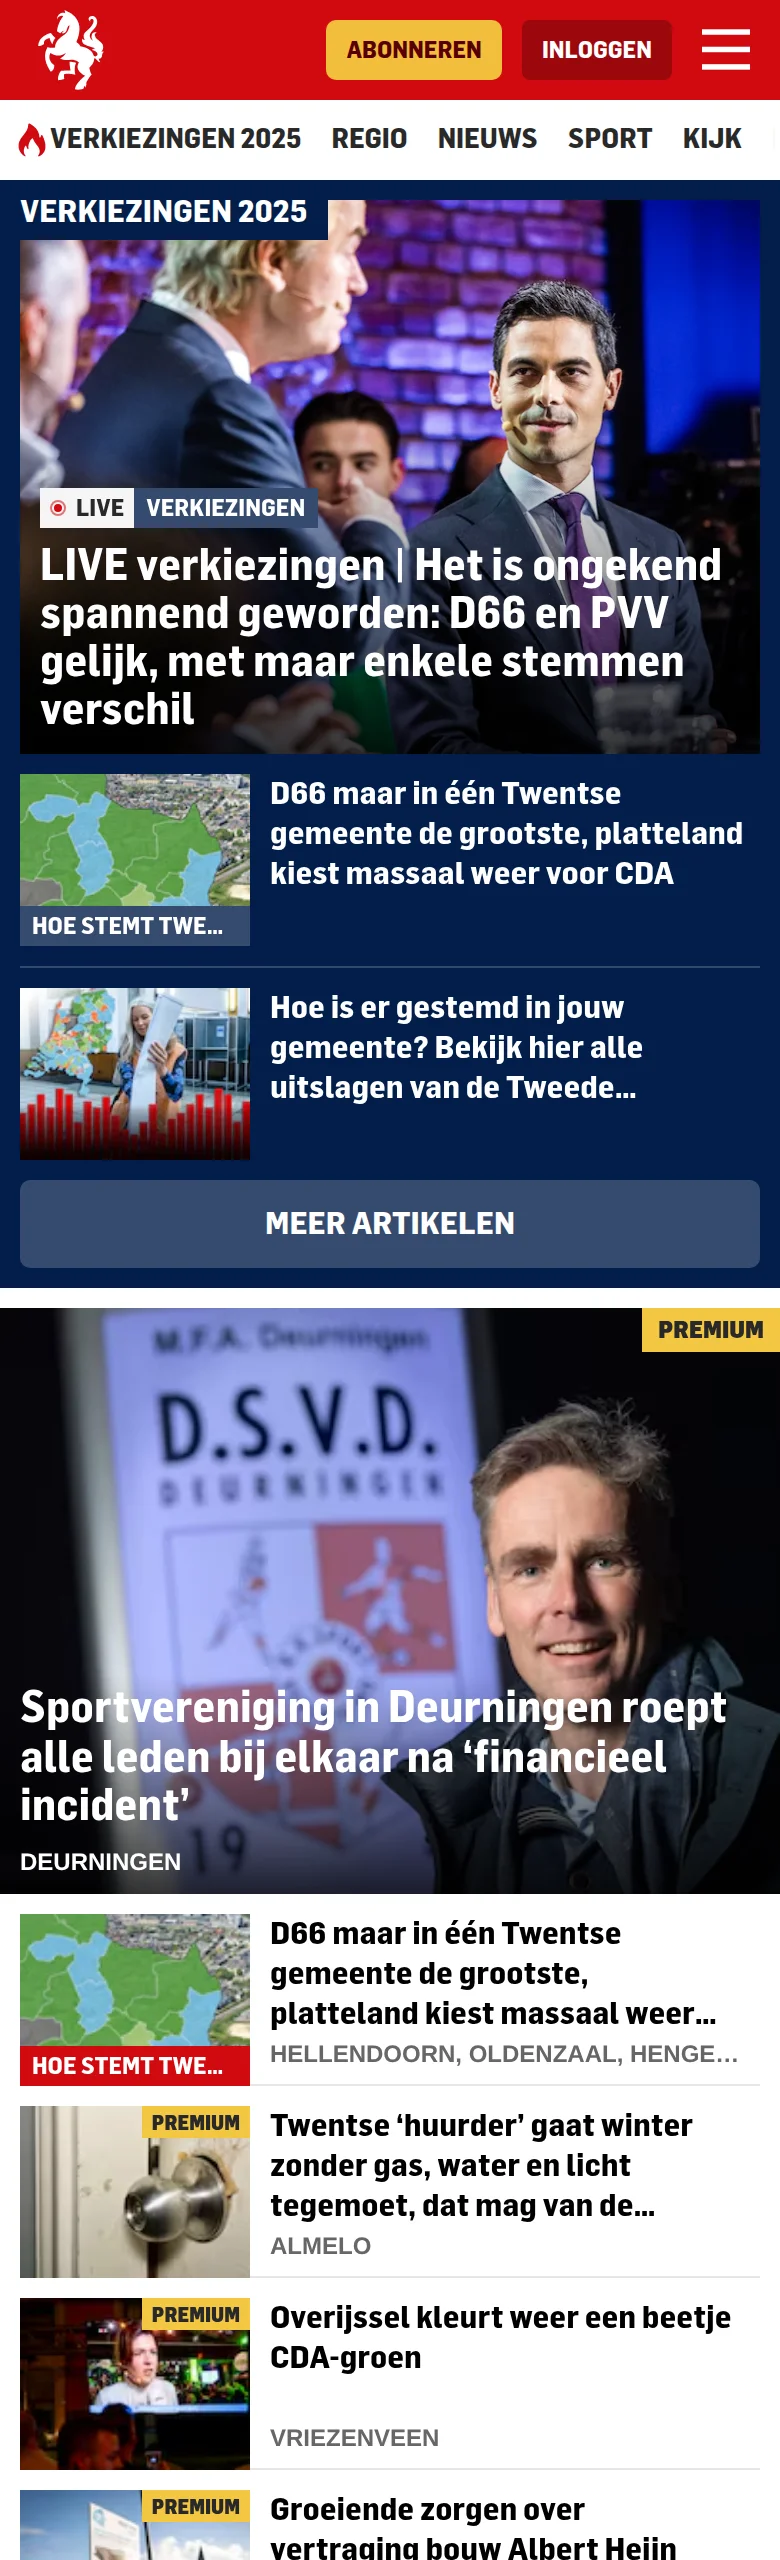 ABONNEREN
INLOGGEN
VERKIEZINGEN 2025
REGIO
NIEUWS
SPORT
KIJK
VERKIEZINGEN 2025
LIVE
VERKIEZINGEN
LIVE verkiezingen | Het is ongekend
spannend geworden: D66 en PVV
gelijk, met maar enkele stemmen
verschil
D66 maar in één Twentse
gemeente de grootste, platteland
kiest massaal weer voor CDA
HOE STEMT TWE...
Hoe is er gestemd in jouw
gemeente? Bekijk hier alle
uitslagen van de Tweede...
MEER ARTIKELEN
PREMIUM
M.F.A. Deurningen
D.S.V.D.
DEURNINGEN
Sportvereniging in Deurningen roept
alle leden bij elkaar na ‘financieel
incident’
19
DEURNINGEN
D66 maar in één Twentse
gemeente de grootste,
platteland kiest massaal weer...
HOE STEMT TWE...
HELLENDOORN, OLDENZAAL, HENGE...
PREMIUM
Twentse ‘huurder’ gaat winter
zonder gas, water en licht
tegemoet, dat mag van de...
ALMELO
PREMIUM
Overijssel kleurt weer een beetje
CDA-groen
VRIEZENVEEN
PREMIUM
Groeiende zorgen over
vertraging bouw Albert Heijn